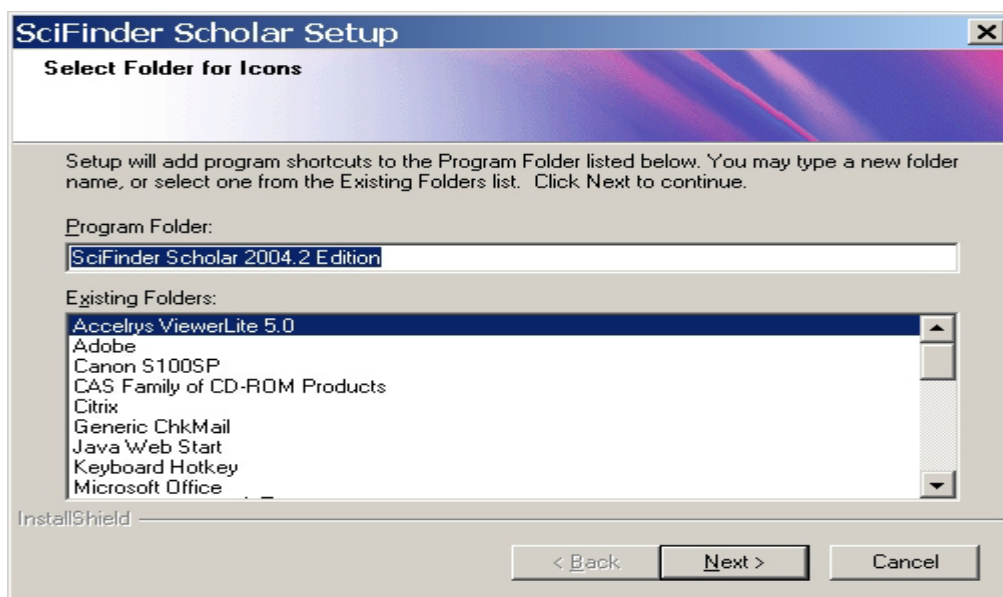 SciFinder Scholar Setup
Select Folder for Icons
Setup will add program shortcuts to the Program Folder listed below. You may type a new folder
name, or select one from the Existing Folders list. Click Next to continue.
Program Folder:
SciFinder Scholar 2004.2 Edition
Existing Folders:
Accelrys ViewerLite 5.0
Adobe
Canon S100SP
CAS Family of CD-ROM Products
Citrix
Generic ChkMail
Java Web Start
Keyboard Hotkey
Microsoft Office
InstallShield
< Back Next > Cancel